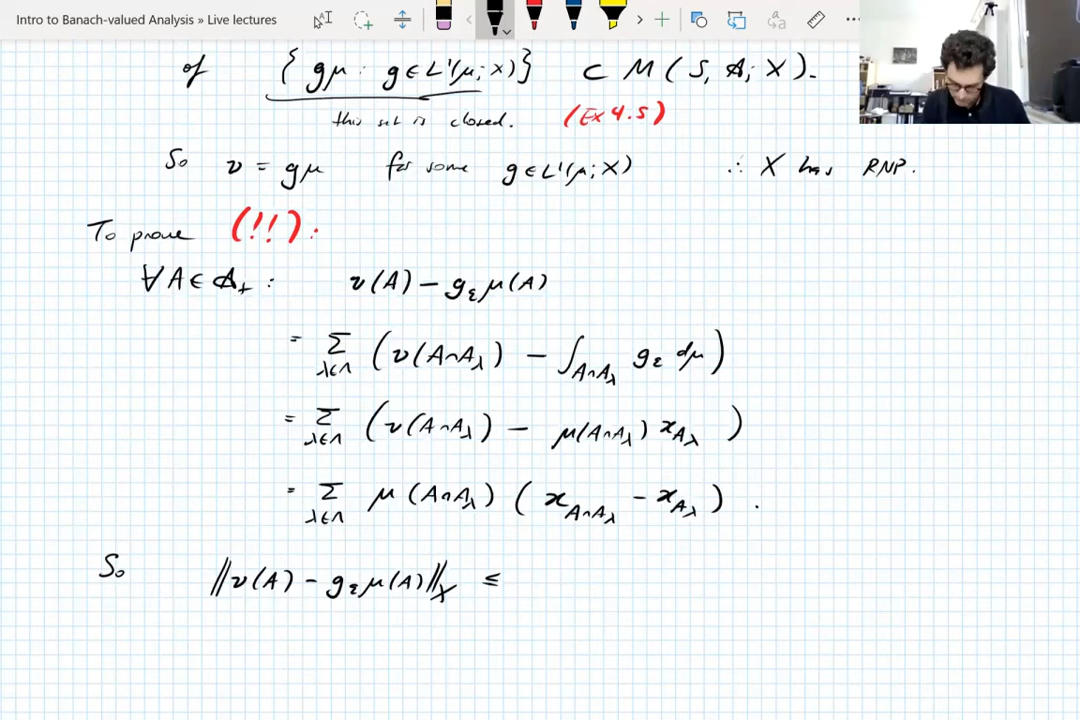 Intro to Banach-valued Analysis » Live lectures
of { gμ : g ∈ L¹(μ; X) } ⊂ M(S, 𝒜; X).
this set is closed. (Ex 4.5)
So ν = gμ for some g ∈ L¹(μ; X) ∴ X has RNP.
To prove (!!):
∀A ∈ 𝒜₊ : ν(A) − g_ε μ(A)
= Σ_{λ∈Λ} ( ν(A∩A_λ) − ∫_{A∩A_λ} g_ε dμ )
= Σ_{λ∈Λ} ( ν(A∩A_λ) − μ(A∩A_λ) x_{A_λ} )
= Σ_{λ∈Λ} μ(A∩A_λ) ( x_{A∩A_λ} − x_{A_λ} ) .
So ‖ν(A) − g_ε μ(A)‖_X ≤